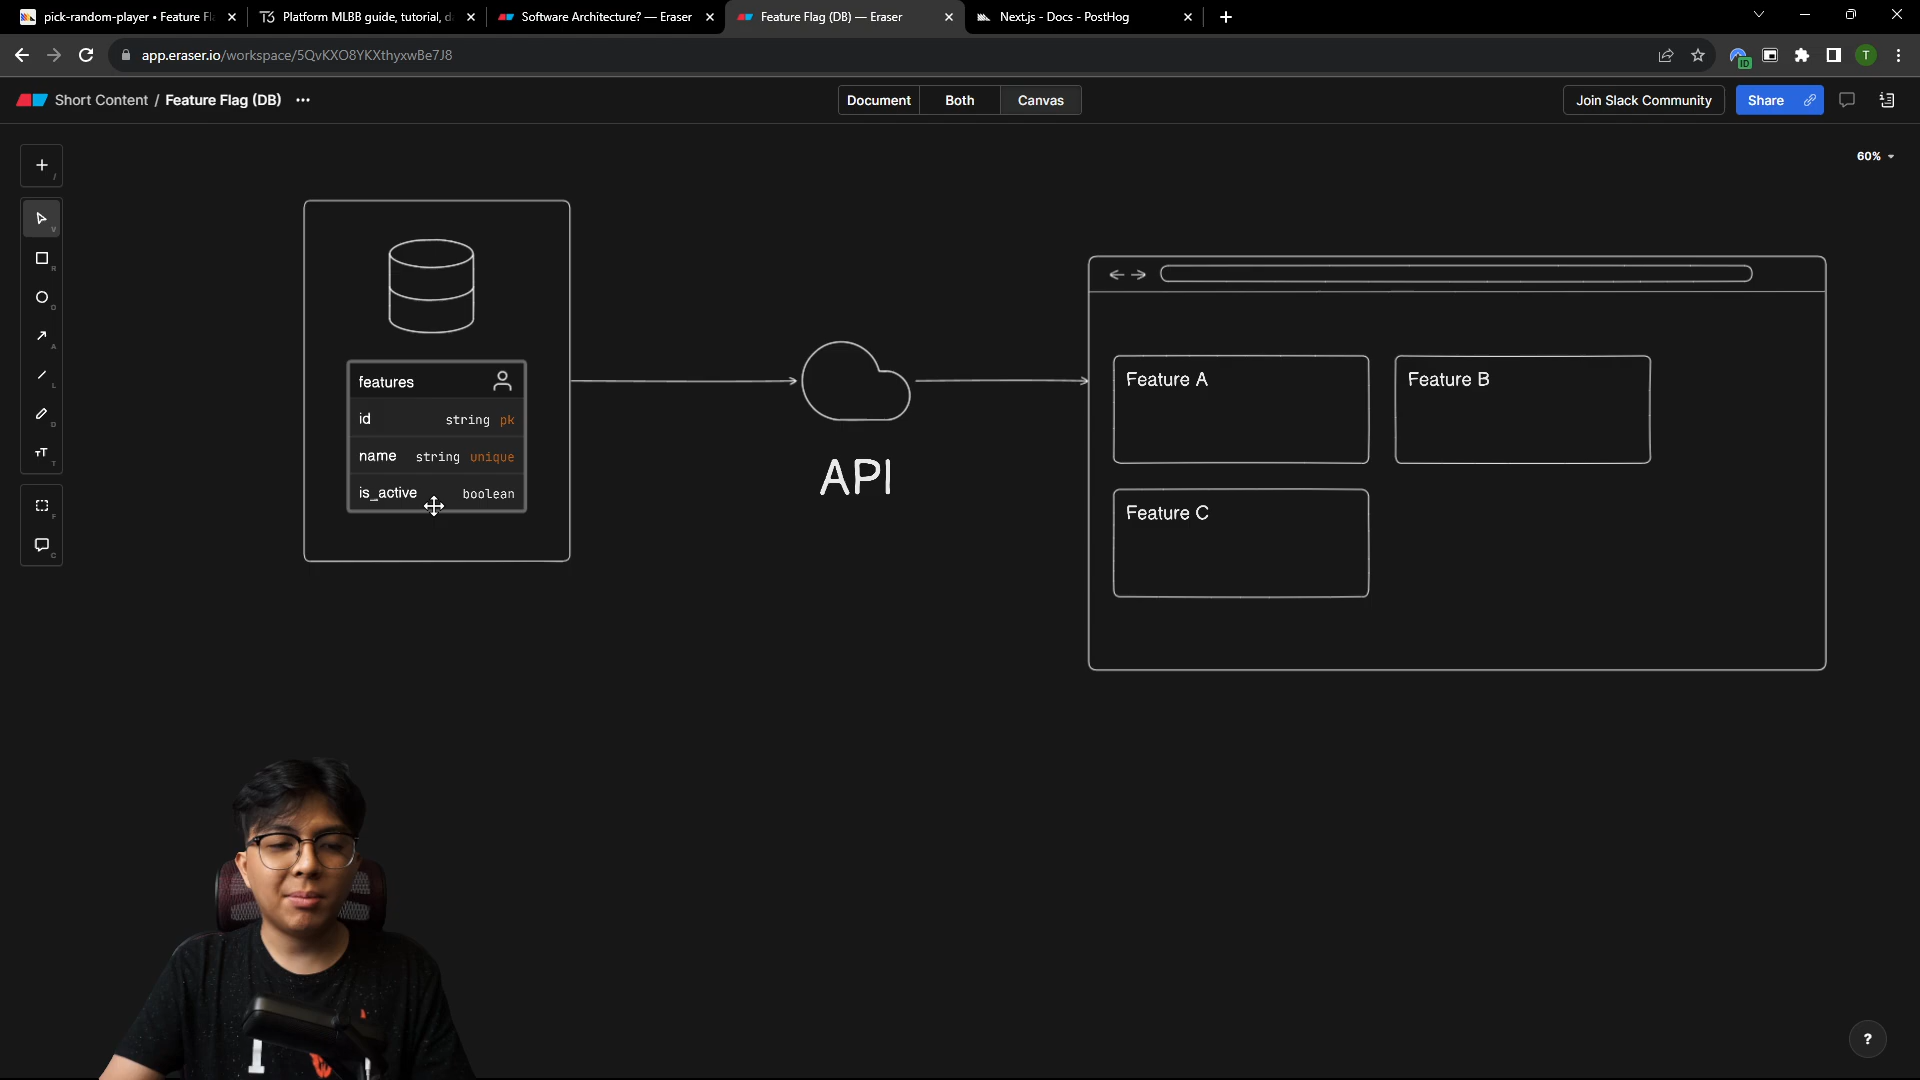 pick-random-player • Feature Fl
Platform MLBB guide, tutorial, d
Software Architecture? — Eraser
Feature Flag (DB) — Eraser
Next.js - Docs - PostHog
app.eraser.io/workspace/5QvKXO8YKXthyxwBe7J8
ID
T
Short Content / Feature Flag (DB)
Document
Both
Canvas
Join Slack Community
Share
60%
/
V
R
O
A
L
D
T
F
C
features
id string pk
name string unique
is_active boolean
API
Feature A
Feature B
Feature C
?